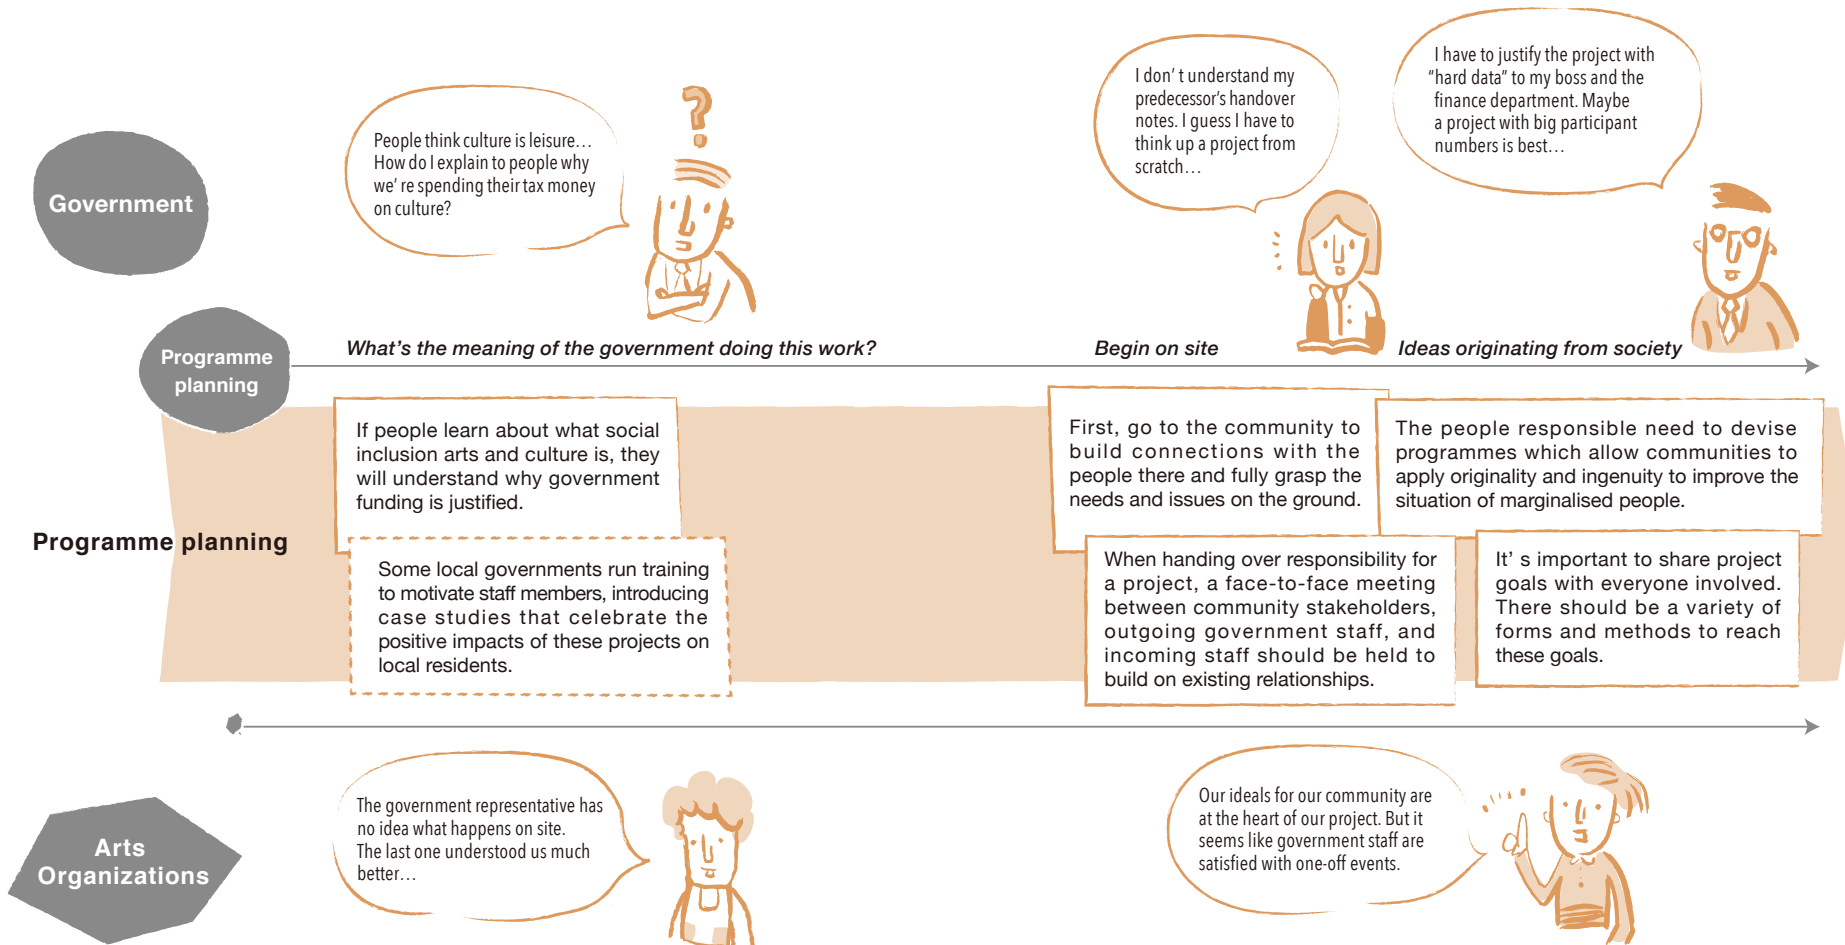 Government
People think culture is leisure…
How do I explain to people why
we’ re spending their tax money
on culture?
I don’ t understand my
predecessor’s handover
notes. I guess I have to
think up a project from
scratch…
I have to justify the project with
“hard data” to my boss and the
finance department. Maybe
a project with big participant
numbers is best…
Programme
planning
What’s the meaning of the government doing this work?
Begin on site
Ideas originating from society
Programme planning
If people learn about what social
inclusion arts and culture is, they
will understand why government
funding is justified.
Some local governments run training
to motivate staff members, introducing
case studies that celebrate the
positive impacts of these projects on
local residents.
First, go to the community to
build connections with the
people there and fully grasp the
needs and issues on the ground.
When handing over responsibility for
a project, a face-to-face meeting
between community stakeholders,
outgoing government staff, and
incoming staff should be held to
build on existing relationships.
The people responsible need to devise
programmes which allow communities to
apply originality and ingenuity to improve the
situation of marginalised people.
It’ s important to share project
goals with everyone involved.
There should be a variety of
forms and methods to reach
these goals.
Arts
Organizations
The government representative has
no idea what happens on site.
The last one understood us much
better…
Our ideals for our community are
at the heart of our project. But it
seems like government staff are
satisfied with one-off events.